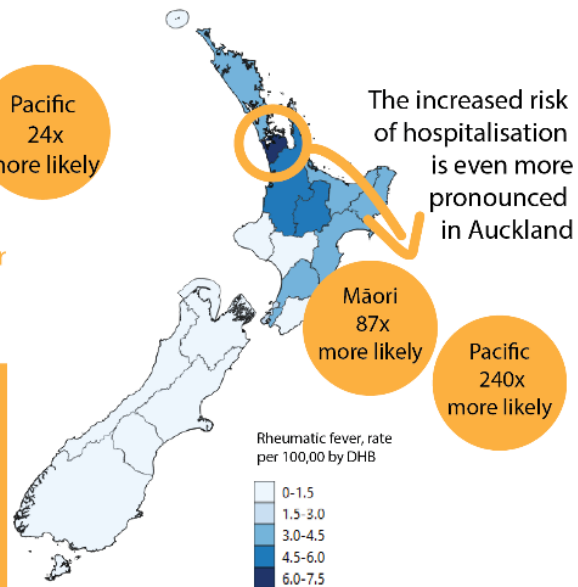 Pacific
24x
more likely
The increased risk
of hospitalisation
is even more
pronounced
in Auckland
r
Māori
87x
more likely
Pacific
240x
more likely
Rheumatic fever, rate
per 100,00 by DHB
0-1.5
1.5-3.0
3.0-4.5
4.5-6.0
6.0-7.5